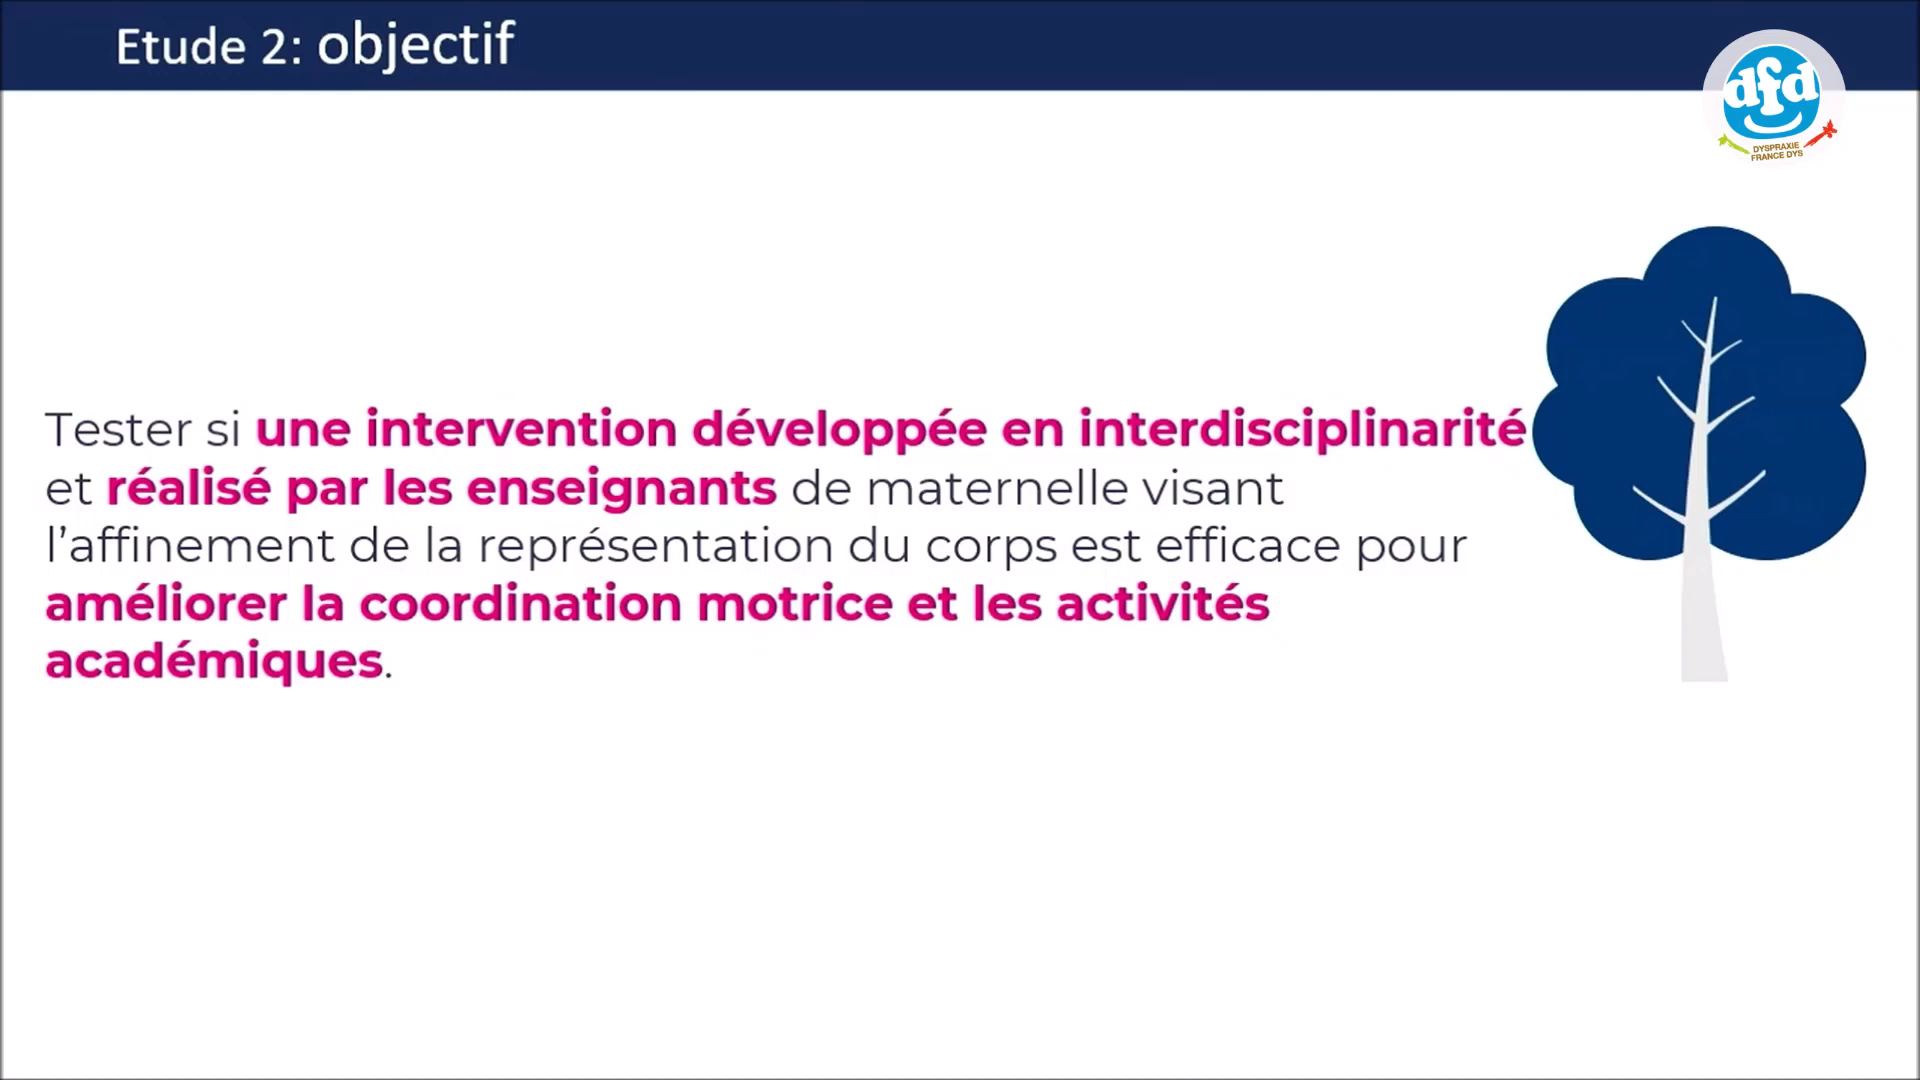 Etude 2: objectif
dfd
DYSPRAXIE
FRANCE DYS
Tester si une intervention développée en interdisciplinarité
et réalisé par les enseignants de maternelle visant
l’affinement de la représentation du corps est efficace pour
améliorer la coordination motrice et les activités
académiques.